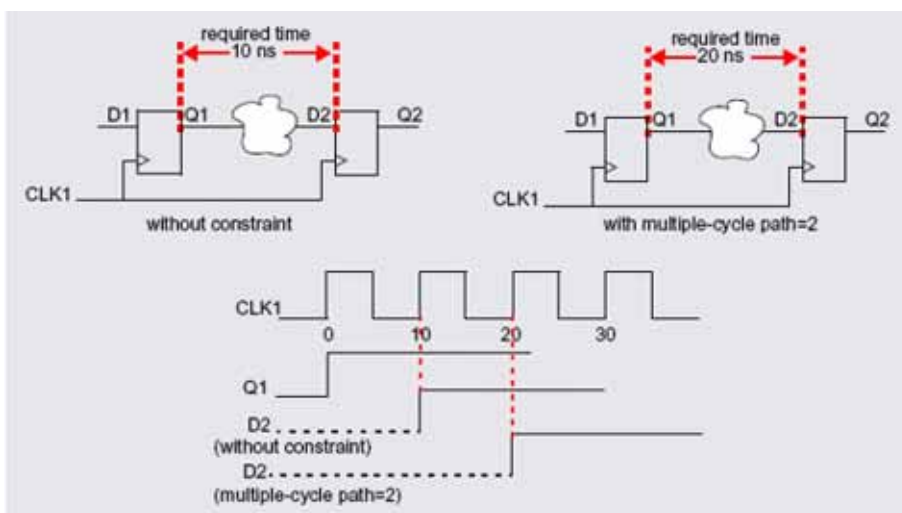 required time
10 ns
D1
Q1
D2
Q2
CLK1
without constraint
required time
20 ns
D1
Q1
D2
Q2
CLK1
with multiple-cycle path=2
CLK1
0
10
20
30
Q1
D2
(without constraint)
D2
(multiple-cycle path=2)